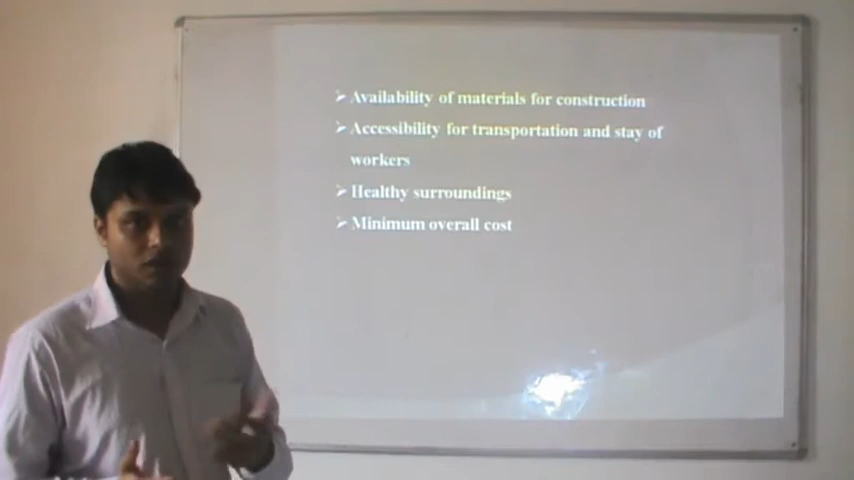 ➢ Availability of materials for construction
➢ Accessibility for transportation and stay of
workers
➢ Healthy surroundings
➢ Minimum overall cost